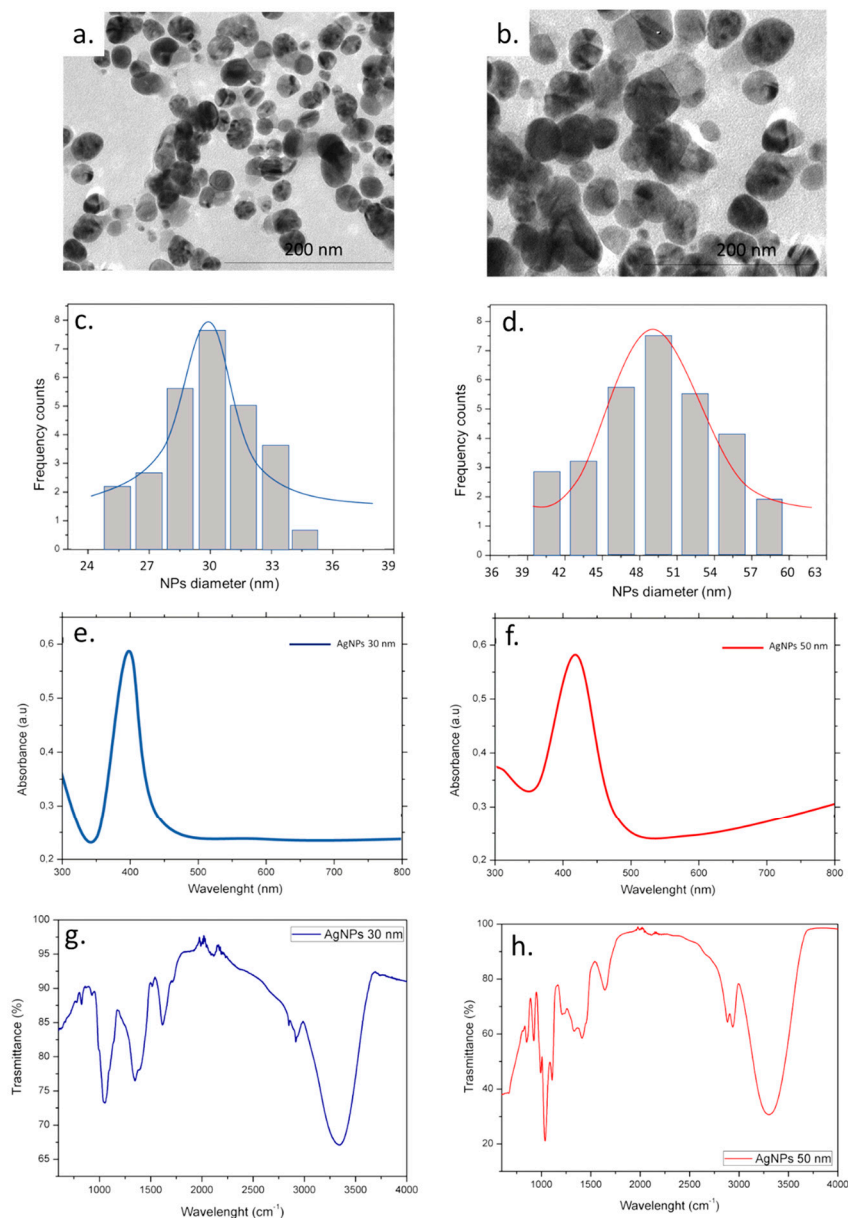 a.
200 nm
b.
200 nm
c.
8
7
6
5
4
3
2
1
0
Frequency counts
24 27 30 33 36 39
NPs diameter (nm)
d.
8
7
6
5
4
3
2
1
0
Frequency counts
36 39 42 45 48 51 54 57 60 63
NPs diameter (nm)
e.
AgNPs 30 nm
0,6
0,5
0,4
0,3
0,2
Absorbance (a.u)
300 400 500 600 700 800
Wavelenght (nm)
f.
AgNPs 50 nm
0,6
0,5
0,4
0,3
0,2
Absorbance (a.u)
300 400 500 600 700 800
Wavelenght (nm)
g.
AgNPs 30 nm
100
95
90
85
80
75
70
65
Trasmittance (%)
1000 1500 2000 2500 3000 3500 4000
Wavelenght (cm-1)
h.
100
80
60
40
20
Trasmittance (%)
AgNPs 50 nm
1000 1500 2000 2500 3000 3500 4000
Wavelenght (cm-1)